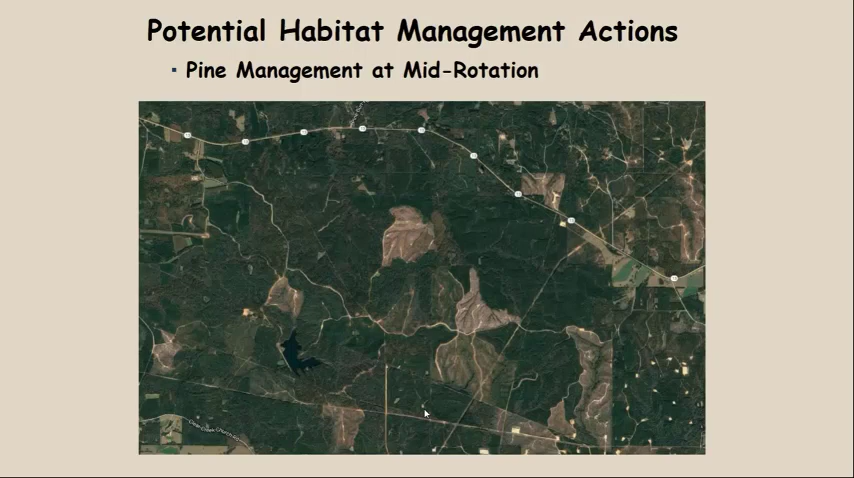 Potential Habitat Management Actions
▪ Pine Management at Mid-Rotation